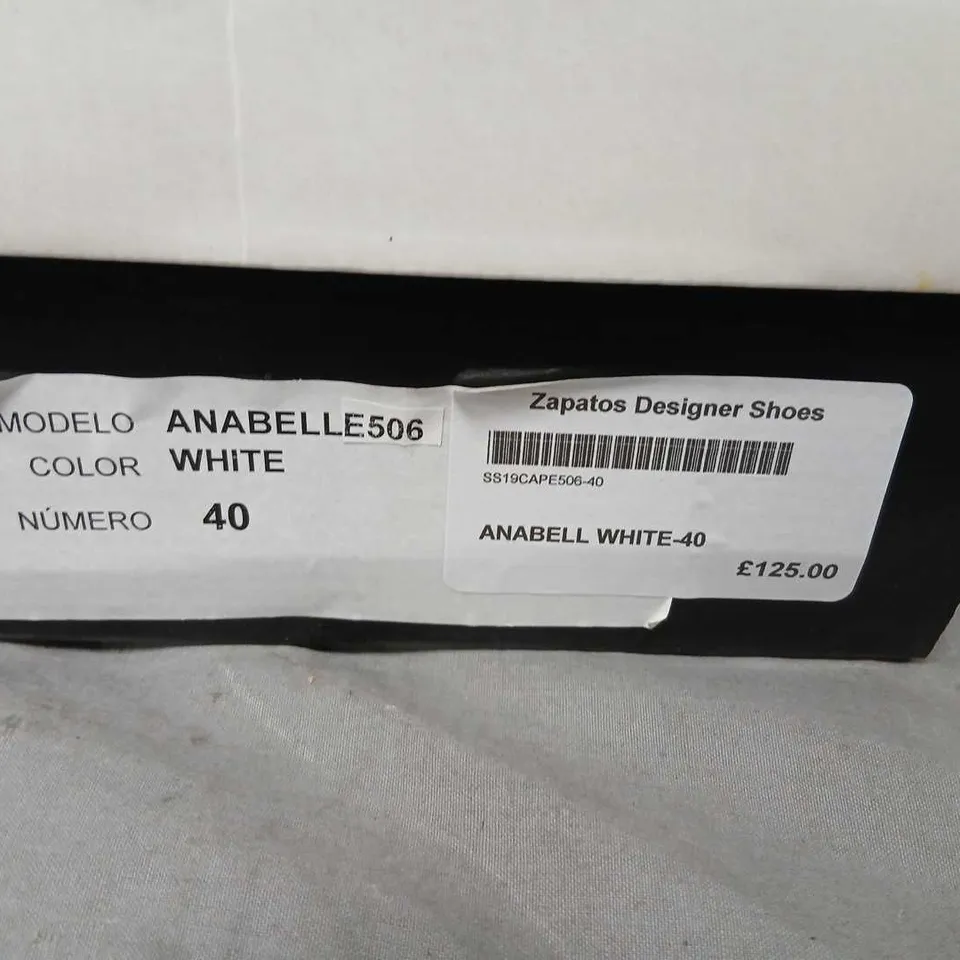 MODELO ANABELLE506
COLOR WHiTE
NÚMERO 40
Zapatos Designer Shoes
SS19CAPE506-40
ANABELL WHITE-40
£125.00